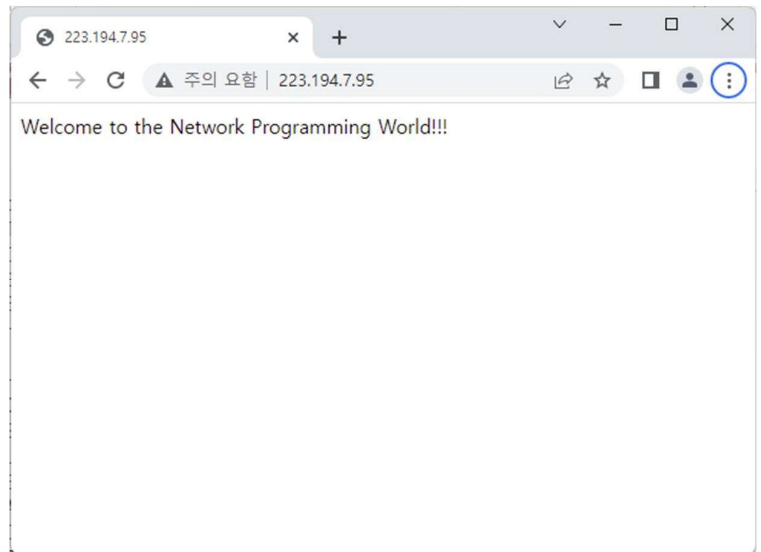 223.194.7.95
주의 요함 | 223.194.7.95
Welcome to the Network Programming World!!!